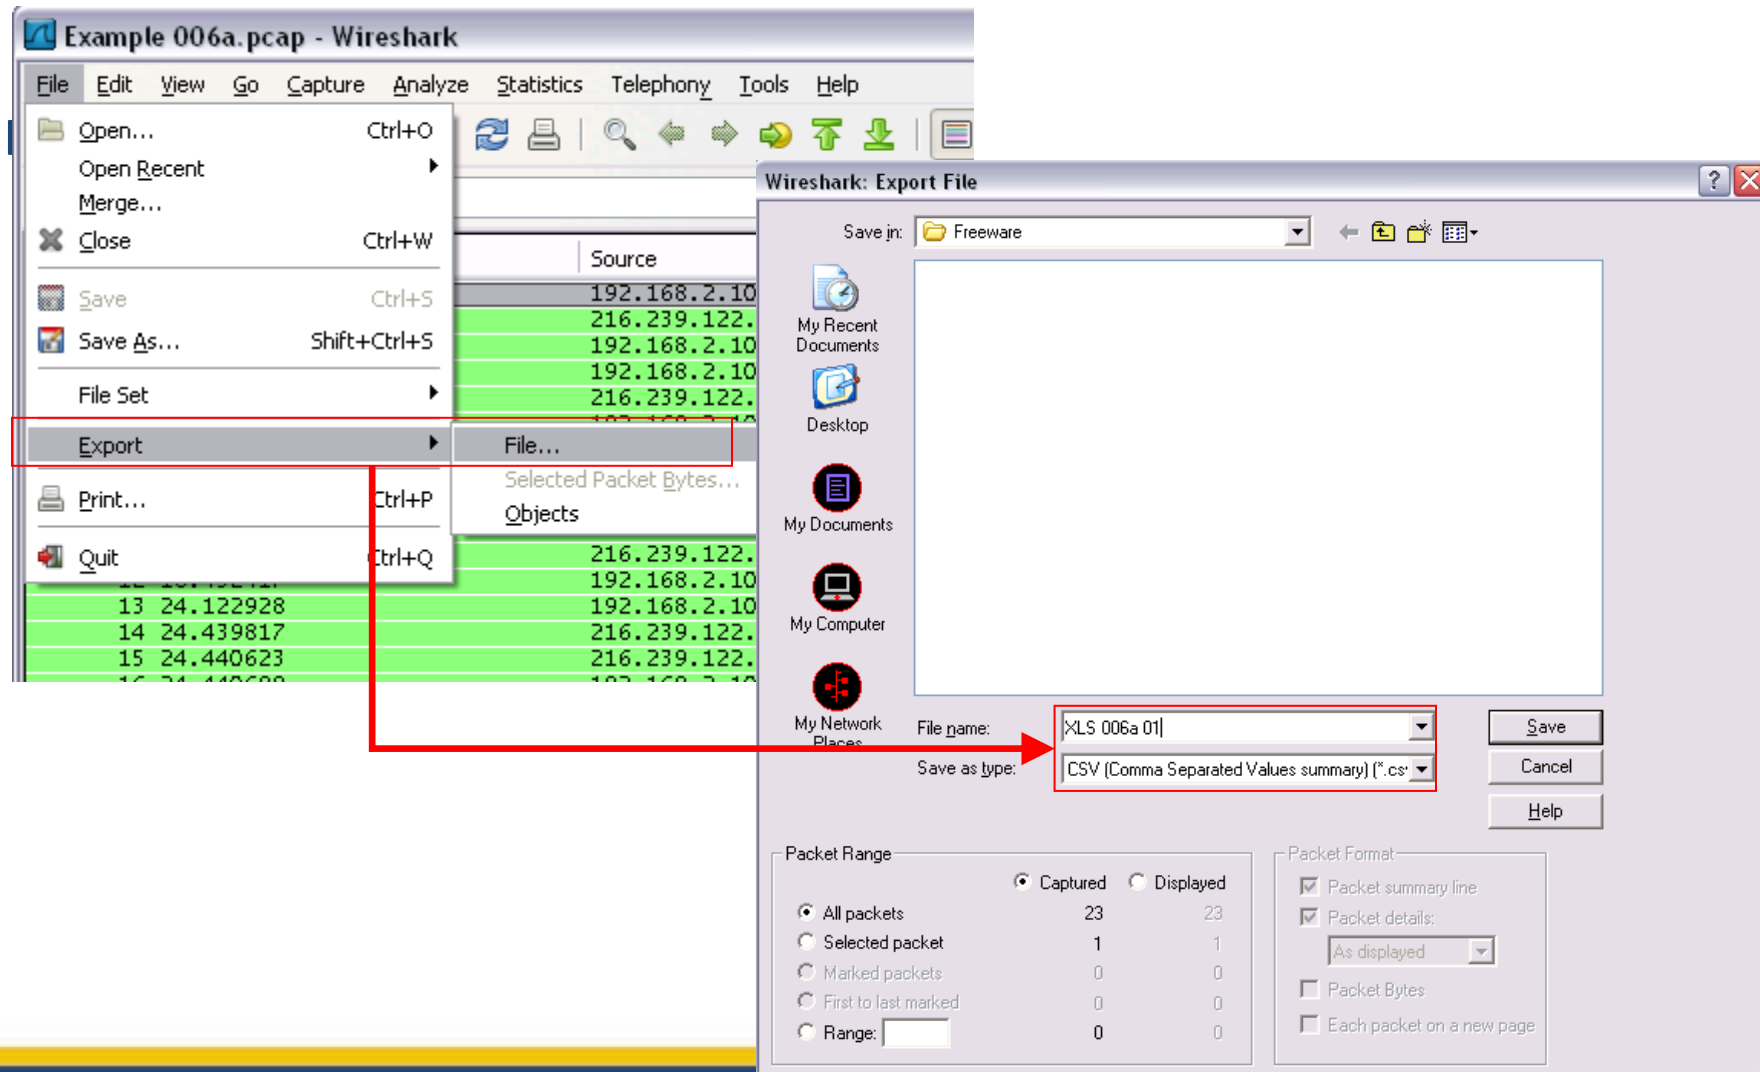 Example 006a.pcap - Wireshark
File Edit View Go Capture Analyze Statistics Telephony Tools Help
Open... Ctrl+O
Open Recent
Merge...
Close Ctrl+W
Save Ctrl+S
Save As... Shift+Ctrl+S
File Set
Export
Print... Ctrl+P
Quit Ctrl+Q
File...
Selected Packet Bytes...
Objects
Source
192.168.2.10
216.239.122.
192.168.2.10
192.168.2.10
216.239.122.
216.239.122.
192.168.2.10
13 24.122928 192.168.2.10
14 24.439817 216.239.122.
15 24.440623 216.239.122.
Wireshark: Export File
Save in: Freeware
My Recent
Documents
Desktop
My Documents
My Computer
My Network
Places
File name: XLS 006a 01
Save as type: CSV (Comma Separated Values summary) (*.cs
Save
Cancel
Help
Packet Range
Captured Displayed
All packets 23 23
Selected packet 1 1
Marked packets 0 0
First to last marked 0 0
Range: 0 0
Packet Format
Packet summary line
Packet details:
As displayed
Packet Bytes
Each packet on a new page